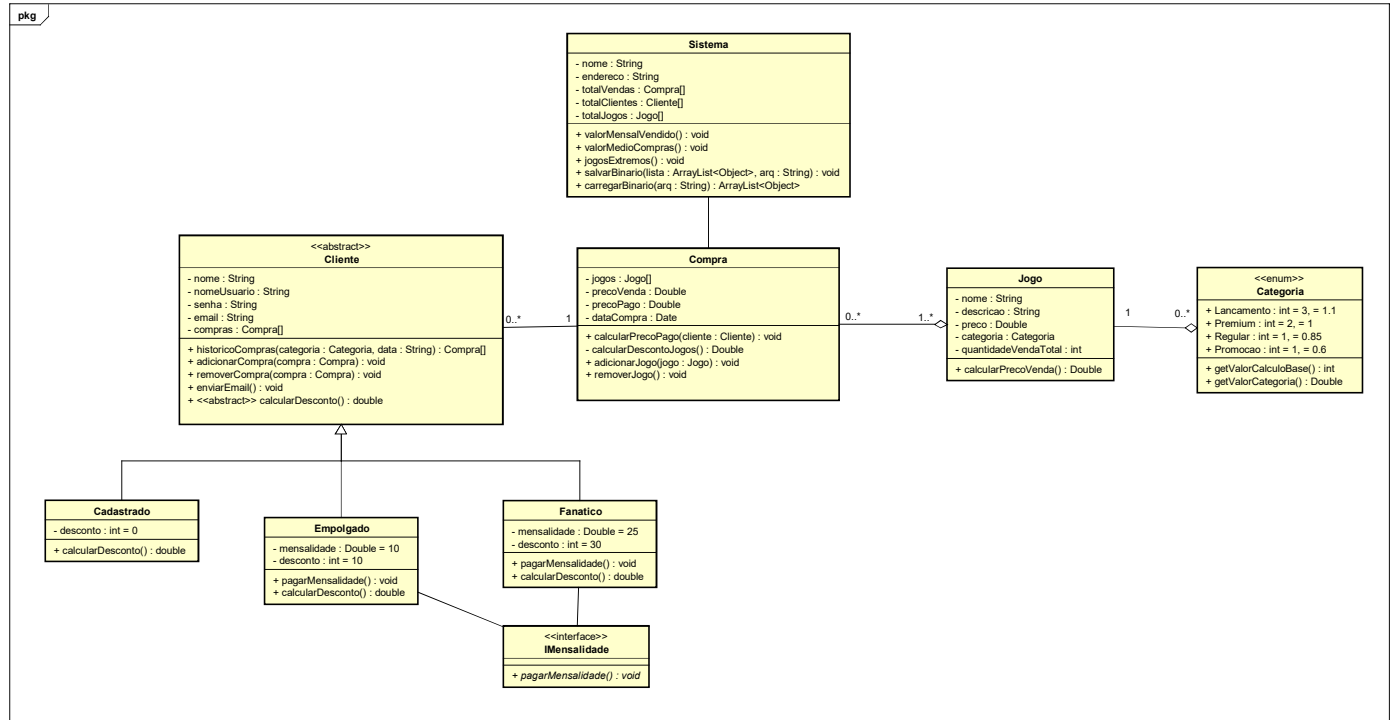 pkg
Sistema
- nome : String
- endereco : String
- totalVendas : Compra[]
- totalClientes : Cliente[]
- totalJogos : Jogo[]
+ valorMensalVendido() : void
+ valorMedioCompras() : void
+ jogosExtremos() : void
+ salvarBinario(lista : ArrayList<Object>, arq : String) : void
+ carregarBinario(arq : String) : ArrayList<Object>
<<abstract>>
Cliente
- nome : String
- nomeUsuario : String
- senha : String
- email : String
- compras : Compra[]
+ historicoCompras(categoria : Categoria, data : String) : Compra[]
+ adicionarCompra(compra : Compra) : void
+ removerCompra(compra : Compra) : void
+ enviarEmail() : void
+ <<abstract>> calcularDesconto() : double
0..*
1
Compra
- jogos : Jogo[]
- precoVenda : Double
- precoPago : Double
- dataCompra : Date
+ calcularPrecoPago(cliente : Cliente) : void
- calcularDescontoJogos() : Double
+ adicionarJogo(jogo : Jogo) : void
+ removerJogo() : void
0..*
1..*
Jogo
- nome : String
- descricao : String
- preco : Double
- categoria : Categoria
- quantidadeVendaTotal : int
+ calcularPrecoVenda() : Double
1
0..*
<<enum>>
Categoria
+ Lancamento : int = 3, = 1.1
+ Premium : int = 2, = 1
+ Regular : int = 1, = 0.85
+ Promocao : int = 1, = 0.6
+ getValorCalculoBase() : int
+ getValorCategoria() : Double
Cadastrado
- desconto : int = 0
+ calcularDesconto() : double
Empolgado
- mensalidade : Double = 10
- desconto : int = 10
+ pagarMensalidade() : void
+ calcularDesconto() : double
Fanatico
- mensalidade : Double = 25
- desconto : int = 30
+ pagarMensalidade() : void
+ calcularDesconto() : double
<<interface>>
IMensalidade
+ pagarMensalidade() : void